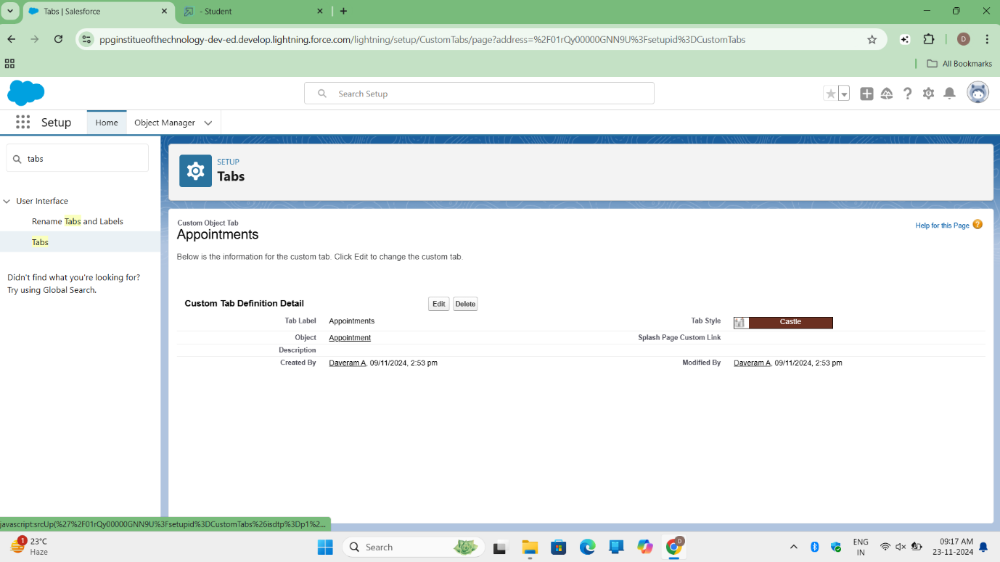 Tabs | Salesforce
- Student
ppginstitueofthechnology-dev-ed.develop.lightning.force.com/lightning/setup/CustomTabs/page?address=%2F01rQy00000GNN9U%3Fsetupid%3DCustomTabs
D
All Bookmarks
Search Setup
Setup
Home
Object Manager
tabs
SETUP
Tabs
User Interface
Rename Tabs and Labels
Tabs
Didn't find what you're looking for?
Try using Global Search.
Custom Object Tab
Appointments
Help for this Page ?
Below is the information for the custom tab. Click Edit to change the custom tab.
Custom Tab Definition Detail
Edit
Delete
Tab Label Appointments
Tab Style Castle
Object Appointment
Splash Page Custom Link
Description
Created By Daveram A, 09/11/2024, 2:53 pm
Modified By Daveram A, 09/11/2024, 2:53 pm
javascript:srcUp(%27%2F01rQy00000GNN9U%3Fsetupid%3DCustomTabs%26isdtp%3Dp1%2...
1
23°C
Haze
Search
D
ENG
IN
09:17 AM
23-11-2024